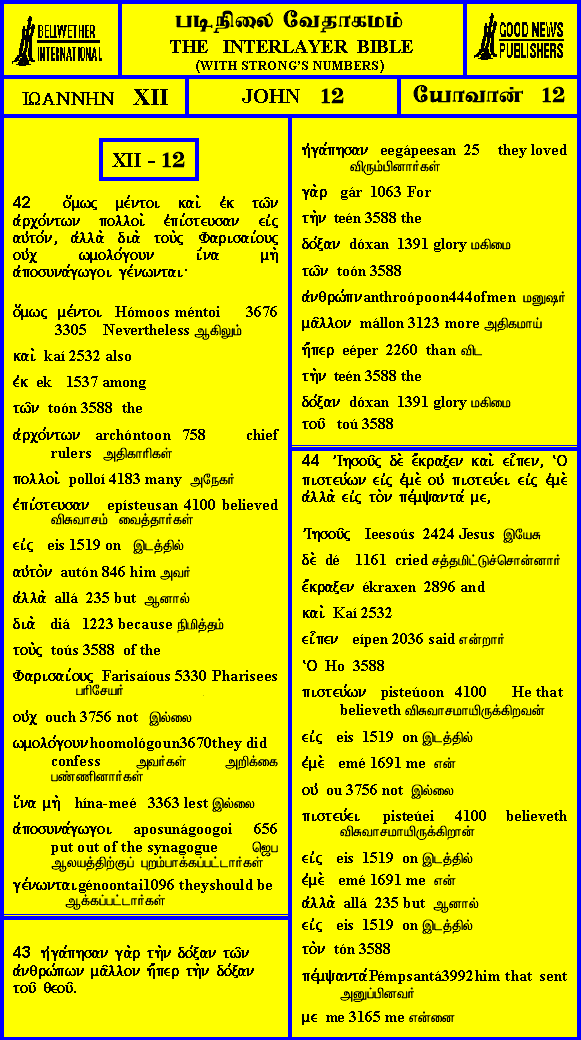 BELLWETHER
INTERNATIONAL
படிநிலை வேதாகமம்
THE INTERLAYER BIBLE
(WITH STRONG'S NUMBERS)
GOOD NEWS
PUBLISHERS
ΙΩΑΝΝΗΝ XII
JOHN 12
யோவான் 12
XII - 12
42 ὅμως μέντοι καὶ ἐκ τῶν
ἀρχόντων πολλοὶ ἐπίστευσαν εἰς
αὐτόν, ἀλλὰ διὰ τοὺς Φαρισαίους
οὐχ ωμολόγουν ἵνα μὴ
ἀποσυνάγωγοι γένωνται·
ὅμως μέντοι Hómoos méntoi 3676
3305 Nevertheless ஆகிலும்
καὶ kaí 2532 also
ἐκ ek 1537 among
τῶν toón 3588 the
ἀρχόντων archóntoon 758 chief
rulers அதிகாரிகள்
πολλοὶ polloí 4183 many அநேகர்
ἐπίστευσαν epísteusan 4100 believed
விசுவாசம் வைத்தார்கள்
εἰς eis 1519 on இடத்தில்
αὐτὸν autón 846 him அவர்
ἀλλὰ allá 235 but ஆனால்
διὰ diá 1223 because நிமித்தம்
τοὺς toús 3588 of the
Φαρισαίους Farisaíous 5330 Pharisees
பரிசேயர்
οὐχ ouch 3756 not இல்லை
ωμολόγουν hoomológoun3670they did
confess அவர்கள் அறிக்கை
பண்ணினார்கள்
ἵνα μὴ hína-meé 3363 lest இல்லை
ἀποσυνάγωγοι aposunágoogoi 656
put out of the synagogue ஜெப
ஆலயத்திற்குப் புறம்பாக்கப்பட்டார்கள்
γένωνται génoontai1096 theyshould be
ஆக்கப்பட்டார்கள்
43 ἠγάπησαν γὰρ τὴν δόξαν τῶν
ἀνθρώπων μᾶλλον ἤπερ τὴν δόξαν
τοῦ θεοῦ.
ἠγάπησαν eegápeesan 25 they loved
விரும்பினார்கள்
γὰρ gár 1063 For
τὴν teén 3588 the
δόξαν dóxan 1391 glory மகிமை
τῶν toón 3588
ἀνθρώπν anthroópoon444ofmen மனுஷர்
μᾶλλον mállon 3123 more அதிகமாய்
ἤπερ eéper 2260 than விட
τὴν teén 3588 the
δόξαν dóxan 1391 glory மகிமை
τοῦ toú 3588
44 Ἰησοῦς δὲ ἔκραξεν καὶ εἶπεν, Ὁ
πιστεύων εἰς ἐμὲ οὐ πιστεύει εἰς ἐμὲ
ἀλλὰ εἰς τὸν πέμψαντά με,
Ἰησοῦς Ieesoús 2424 Jesus இயேசு
δὲ dé 1161 cried சத்தமிட்டுச்சொன்னார்
ἔκραξεν ékraxen 2896 and
καὶ Kaí 2532
εἶπεν eípen 2036 said என்றார்
Ὁ Ho 3588
πιστεύων pisteúoon 4100 He that
believeth விசுவாசமாயிருக்கிறவன்
εἰς eis 1519 on இடத்தில்
ἐμὲ emé 1691 me என்
οὐ ou 3756 not இல்லை
πιστεύει pisteúei 4100 believeth
விசுவாசமாயிருக்கிறான்
εἰς eis 1519 on இடத்தில்
ἐμὲ emé 1691 me என்
ἀλλὰ allá 235 but ஆனால்
εἰς eis 1519 on இடத்தில்
τὸν tón 3588
πέμψαντά Pémpsantá3992him that sent
அனுப்பினவர்
με me 3165 me என்னை